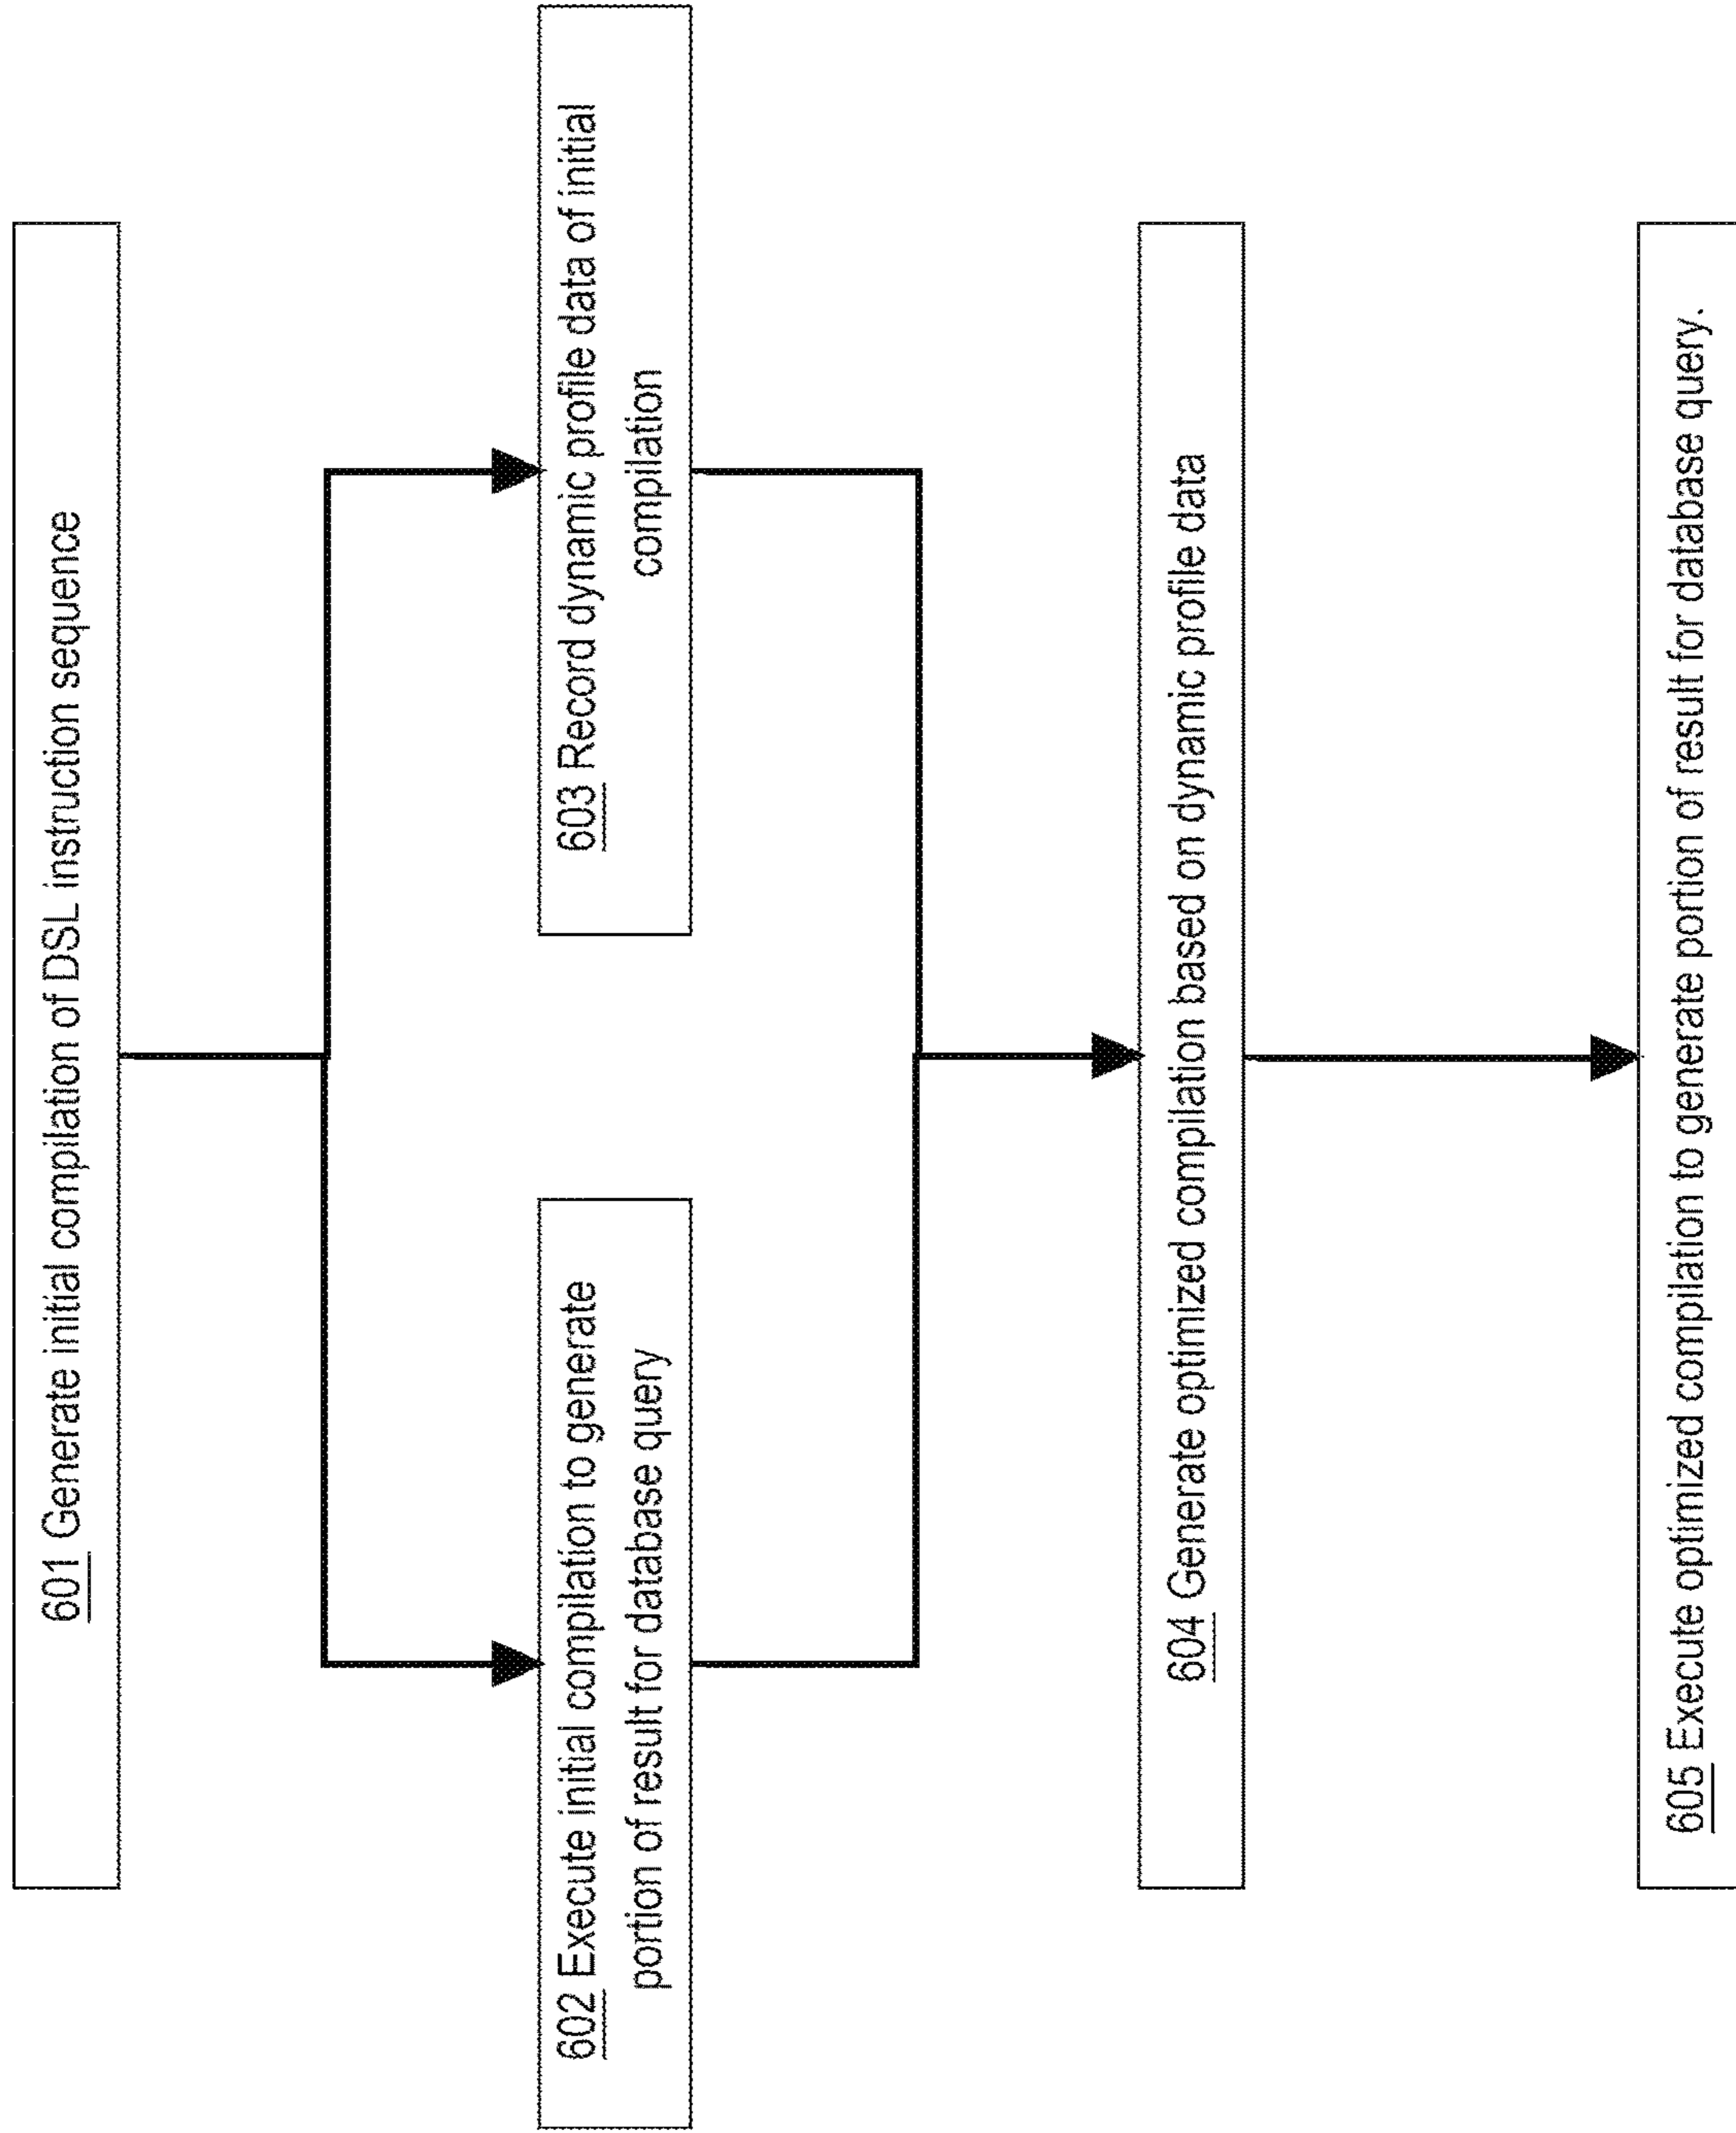 601 Generate initial compilation of DSL instruction sequence
602 Execute initial compilation to generate
portion of result for database query
603 Record dynamic profile data of initial
compilation
604 Generate optimized compilation based on dynamic profile data
605 Execute optimized compilation to generate portion of result for database query.